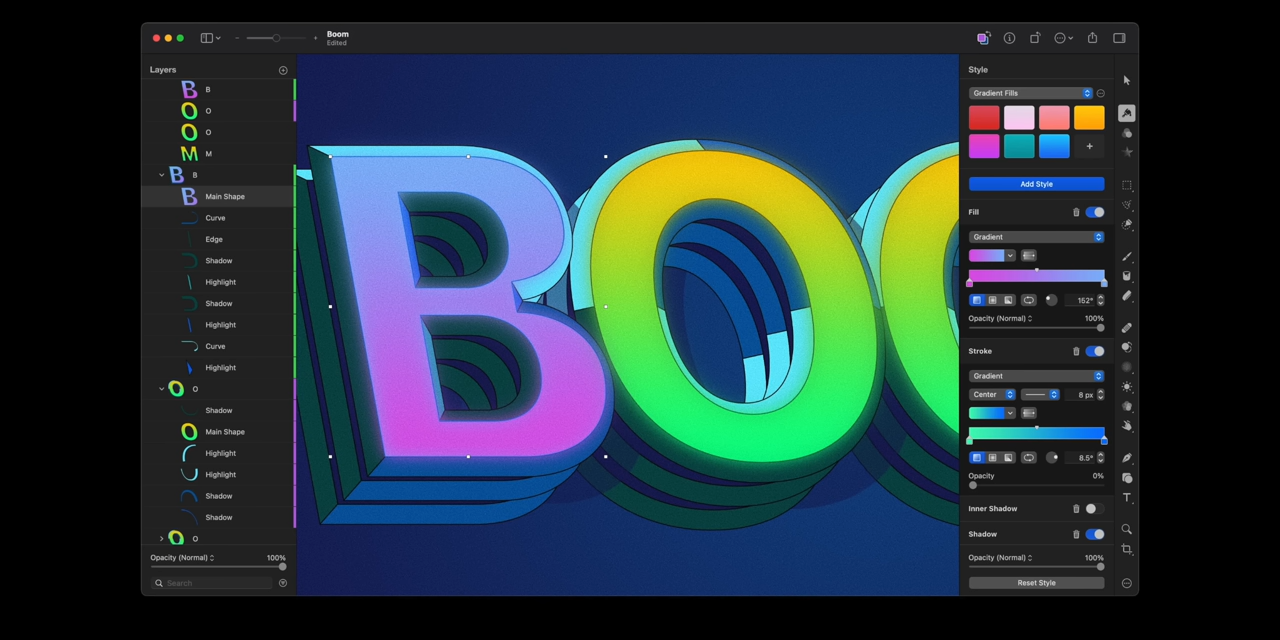 Boom
Edited
Layers
B
O
O
M
B
Main Shape
Curve
Edge
Shadow
Highlight
Shadow
Highlight
Curve
Highlight
O
Shadow
Main Shape
Highlight
Highlight
Shadow
Shadow
O
Opacity (Normal) 100%
Search
BOO
Style
Gradient Fills
Add Style
Fill
Gradient
152°
Opacity (Normal) 100%
Stroke
Gradient
Center 8 px
8.5°
Opacity 0%
Inner Shadow
Shadow
Opacity (Normal) 100%
Reset Style